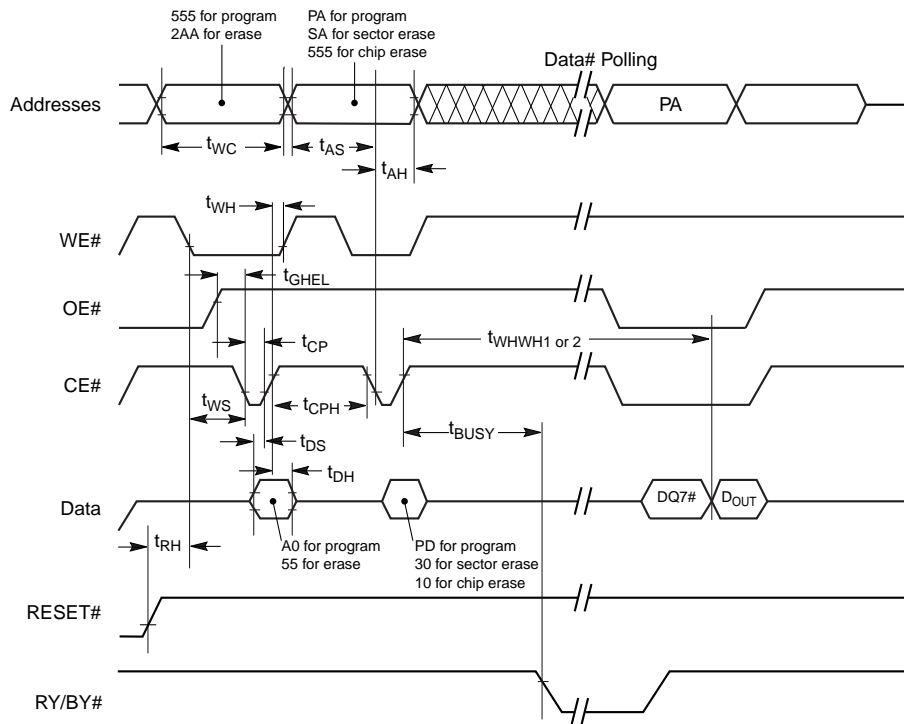 555 for program
2AA for erase
PA for program
SA for sector erase
555 for chip erase
Data# Polling
Addresses
PA
tWC
tAS
tAH
tWH
WE#
tGHEL
OE#
tCP
tWHWH1 or 2
CE#
tWS
tCPH
tBUSY
tDS
tDH
Data
DQ7#
DOUT
tRH
A0 for program
55 for erase
PD for program
30 for sector erase
10 for chip erase
RESET#
RY/BY#